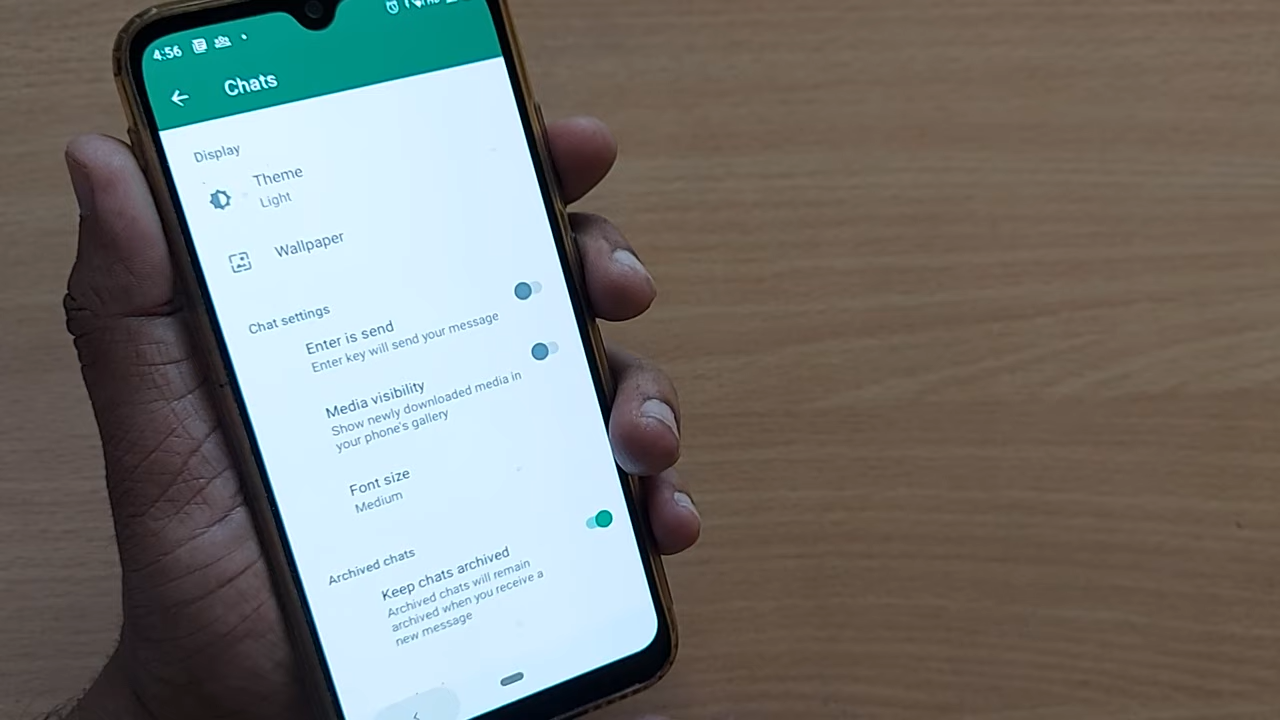 4:56
Chats
Display
Theme
Light
Wallpaper
Chat settings
Enter is send
Enter key will send your message
Media visibility
Show newly downloaded media in
your phone's gallery
Font size
Medium
Archived chats
Keep chats archived
Archived chats will remain
archived when you receive a
new message